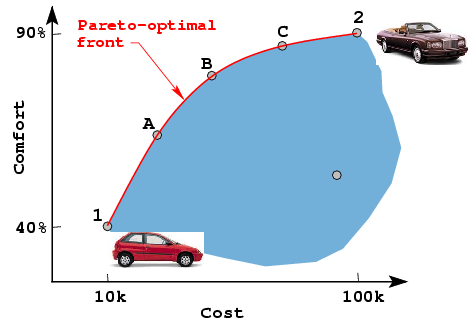 90%
Pareto-optimal
front
2
C
B
A
1
Comfort
40%
10k
100k
Cost